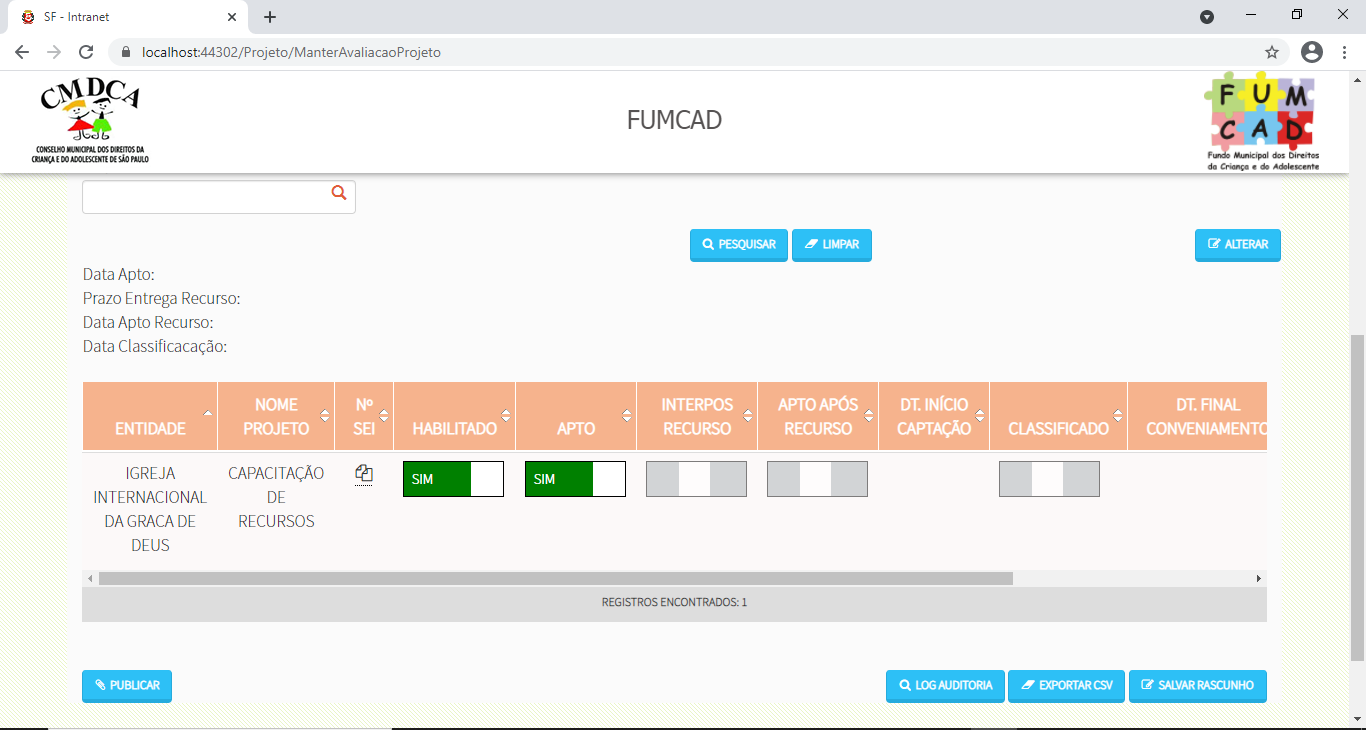 SF - Intranet
localhost:44302/Projeto/ManterAvaliacaoProjeto
CMDCA
CONSELHO MUNICIPAL DOS DIREITOS DA
CRIANÇA E DO ADOLESCENTE DE SÃO PAULO
FUMCAD
FUM
CAD
Fundo Municipal dos Direitos
da Criança e do Adolescente
PESQUISAR
LIMPAR
ALTERAR
Data Apto:
Prazo Entrega Recurso:
Data Apto Recurso:
Data Classificacação:
ENTIDADE
NOME
PROJETO
Nº
SEI
HABILITADO
APTO
INTERPOS
RECURSO
APTO APÓS
RECURSO
DT. INÍCIO
CAPTAÇÃO
CLASSIFICADO
DT. FINAL
CONVENIAMENTO
IGREJA
INTERNACIONAL
DA GRACA DE
DEUS
CAPACITAÇÃO
DE
RECURSOS
SIM
SIM
REGISTROS ENCONTRADOS: 1
PUBLICAR
LOG AUDITORIA
EXPORTAR CSV
SALVAR RASCUNHO